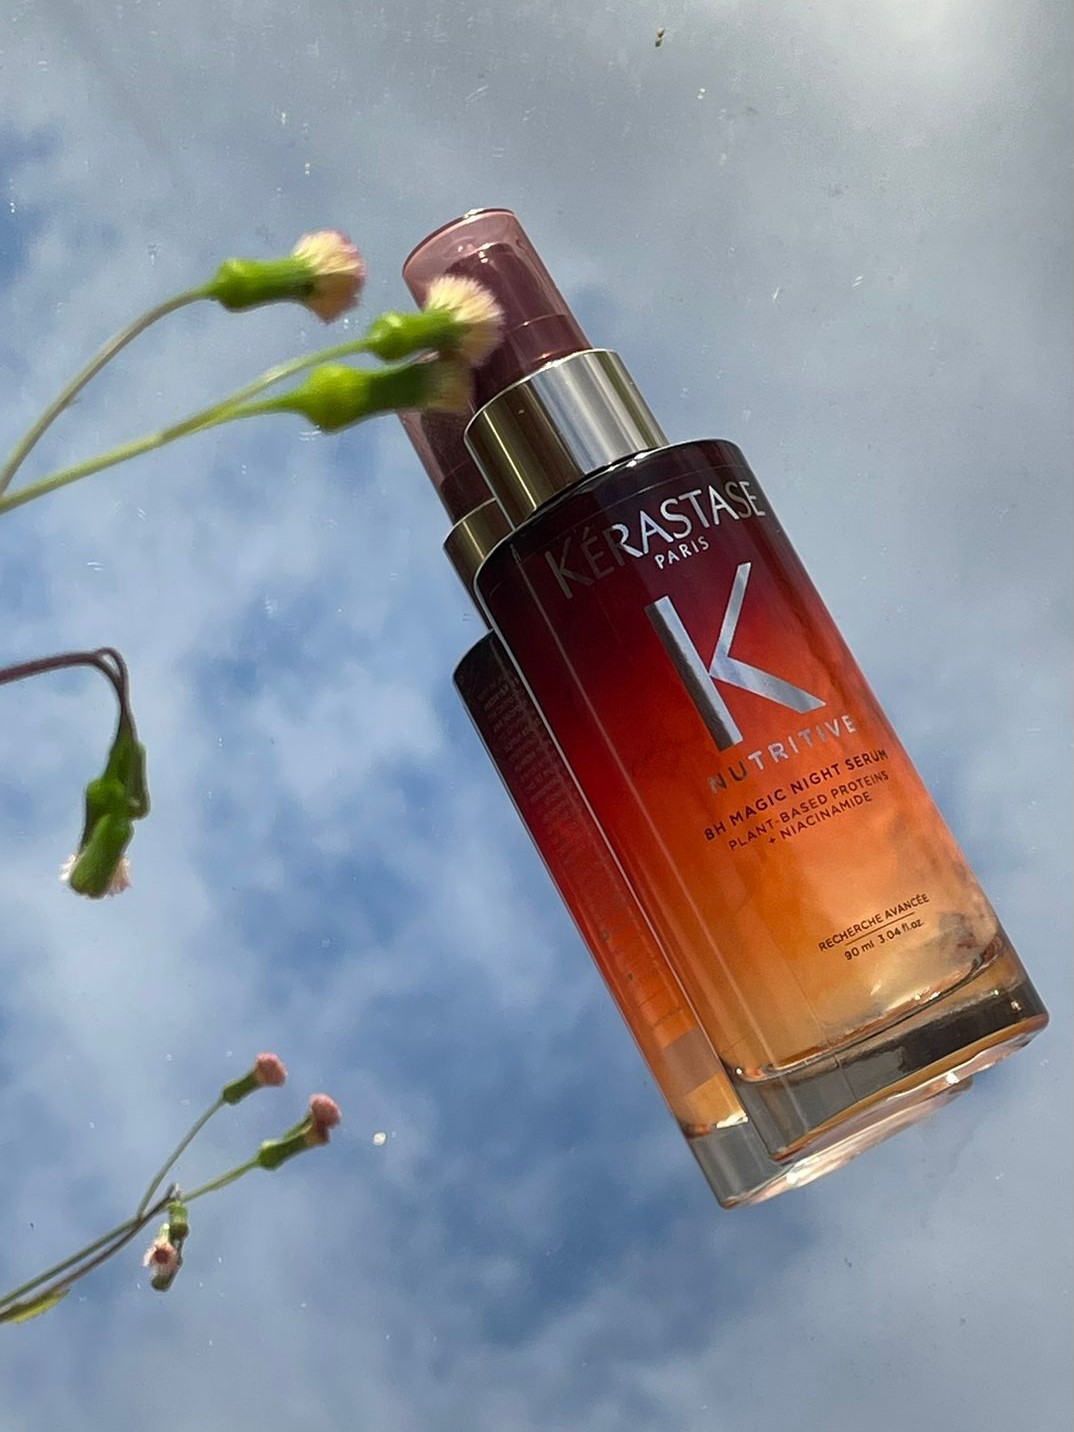 KÉRASTASE
PARIS
K
NUTRITIVE
8H MAGIC NIGHT SERUM
PLANT-BASED PROTEINS
+ NIACINAMIDE
RECHERCHE AVANCÉE
90 ml 3.04 fl.oz.